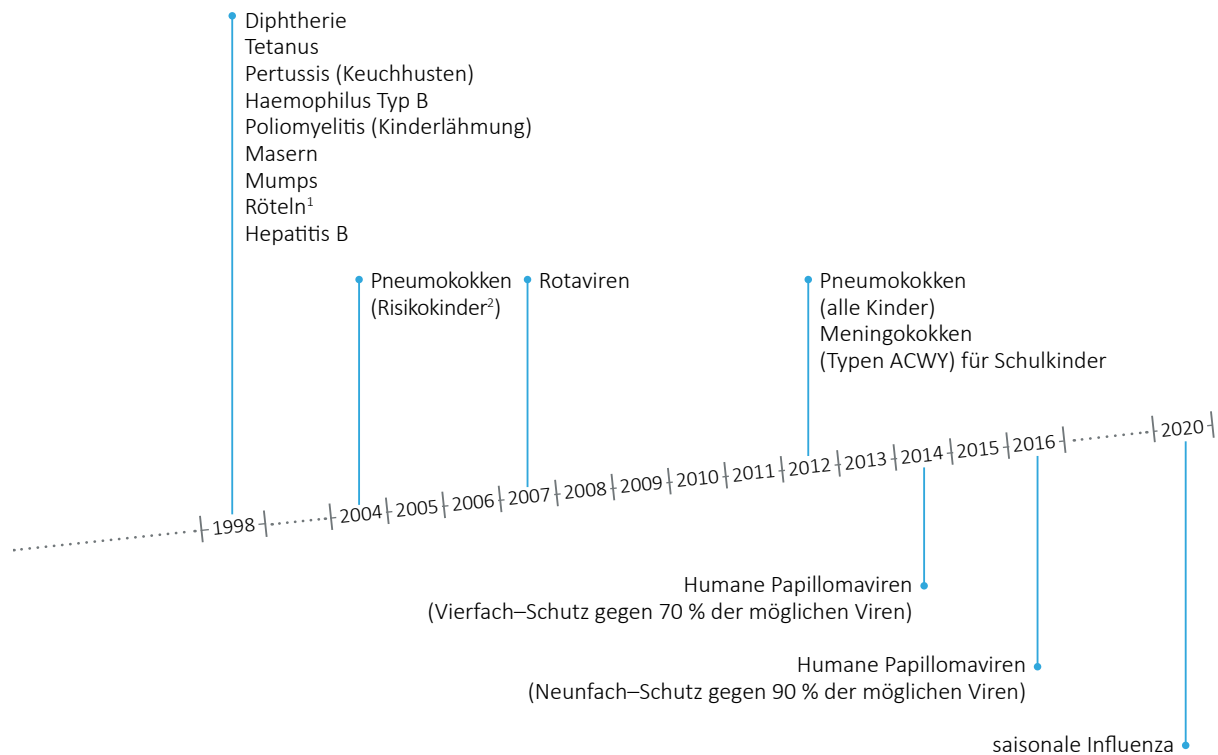 Diphtherie
Tetanus
Pertussis (Keuchhusten)
Haemophilus Typ B
Poliomyelitis (Kinderlähmung)
Masern
Mumps
Röteln¹
Hepatitis B
Pneumokokken
(Risikokinder²)
Rotaviren
Pneumokokken
(alle Kinder)
Meningokokken
(Typen ACWY) für Schulkinder
1998 2004 2005 2006 2007 2008 2009 2010 2011 2012 2013 2014 2015 2016 2020
Humane Papillomaviren
(Vierfach–Schutz gegen 70 % der möglichen Viren)
Humane Papillomaviren
(Neunfach–Schutz gegen 90 % der möglichen Viren)
saisonale Influenza